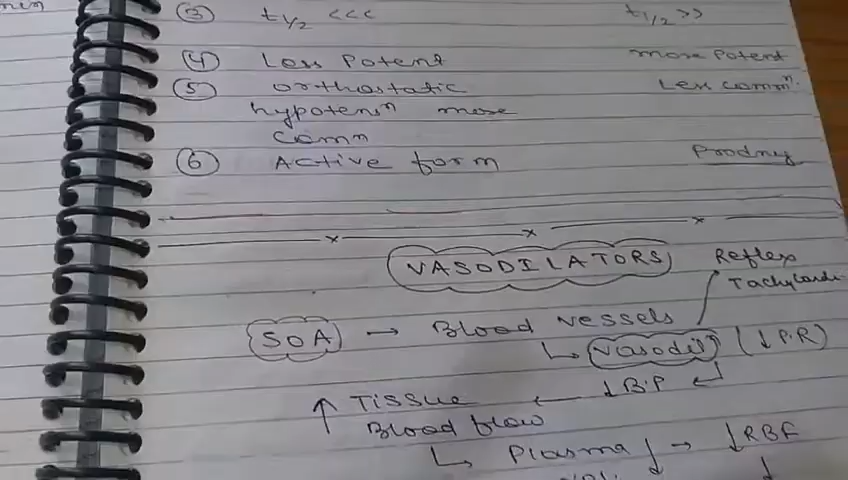 ③ t1/2 <<< t1/2 >>
④ Less Potent more Potent
⑤ orthostatic Less commⁿ.
hypotensⁿ more
commⁿ
⑥ Active form Prodrug
VASODILATORS Reflex
Tachycardi
SOA → Blood vessels
↳ Vasodilⁿ (↓ P.R)
↑ Tissue ← ↓ B.P ↵
Blood flow
↳ Plasma ↓ → ↓ RBF